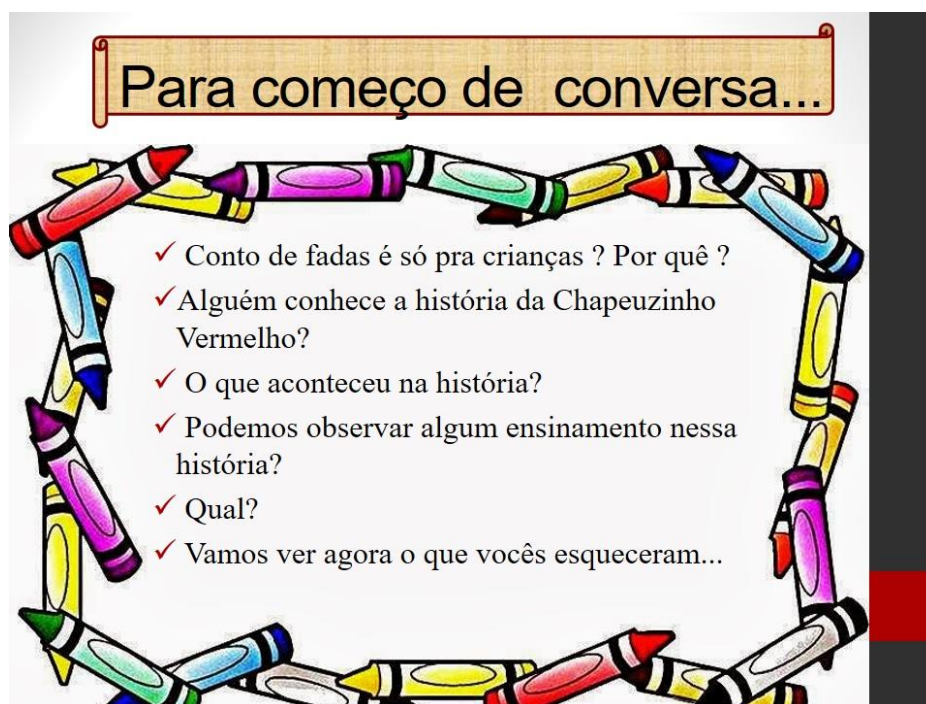 Para começo de conversa...
✓ Conto de fadas é só pra crianças ? Por quê ?
✓Alguém conhece a história da Chapeuzinho
Vermelho?
✓ O que aconteceu na história?
✓ Podemos observar algum ensinamento nessa
história?
✓ Qual?
✓ Vamos ver agora o que vocês esqueceram...